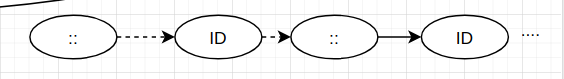 :: ID :: ID ....